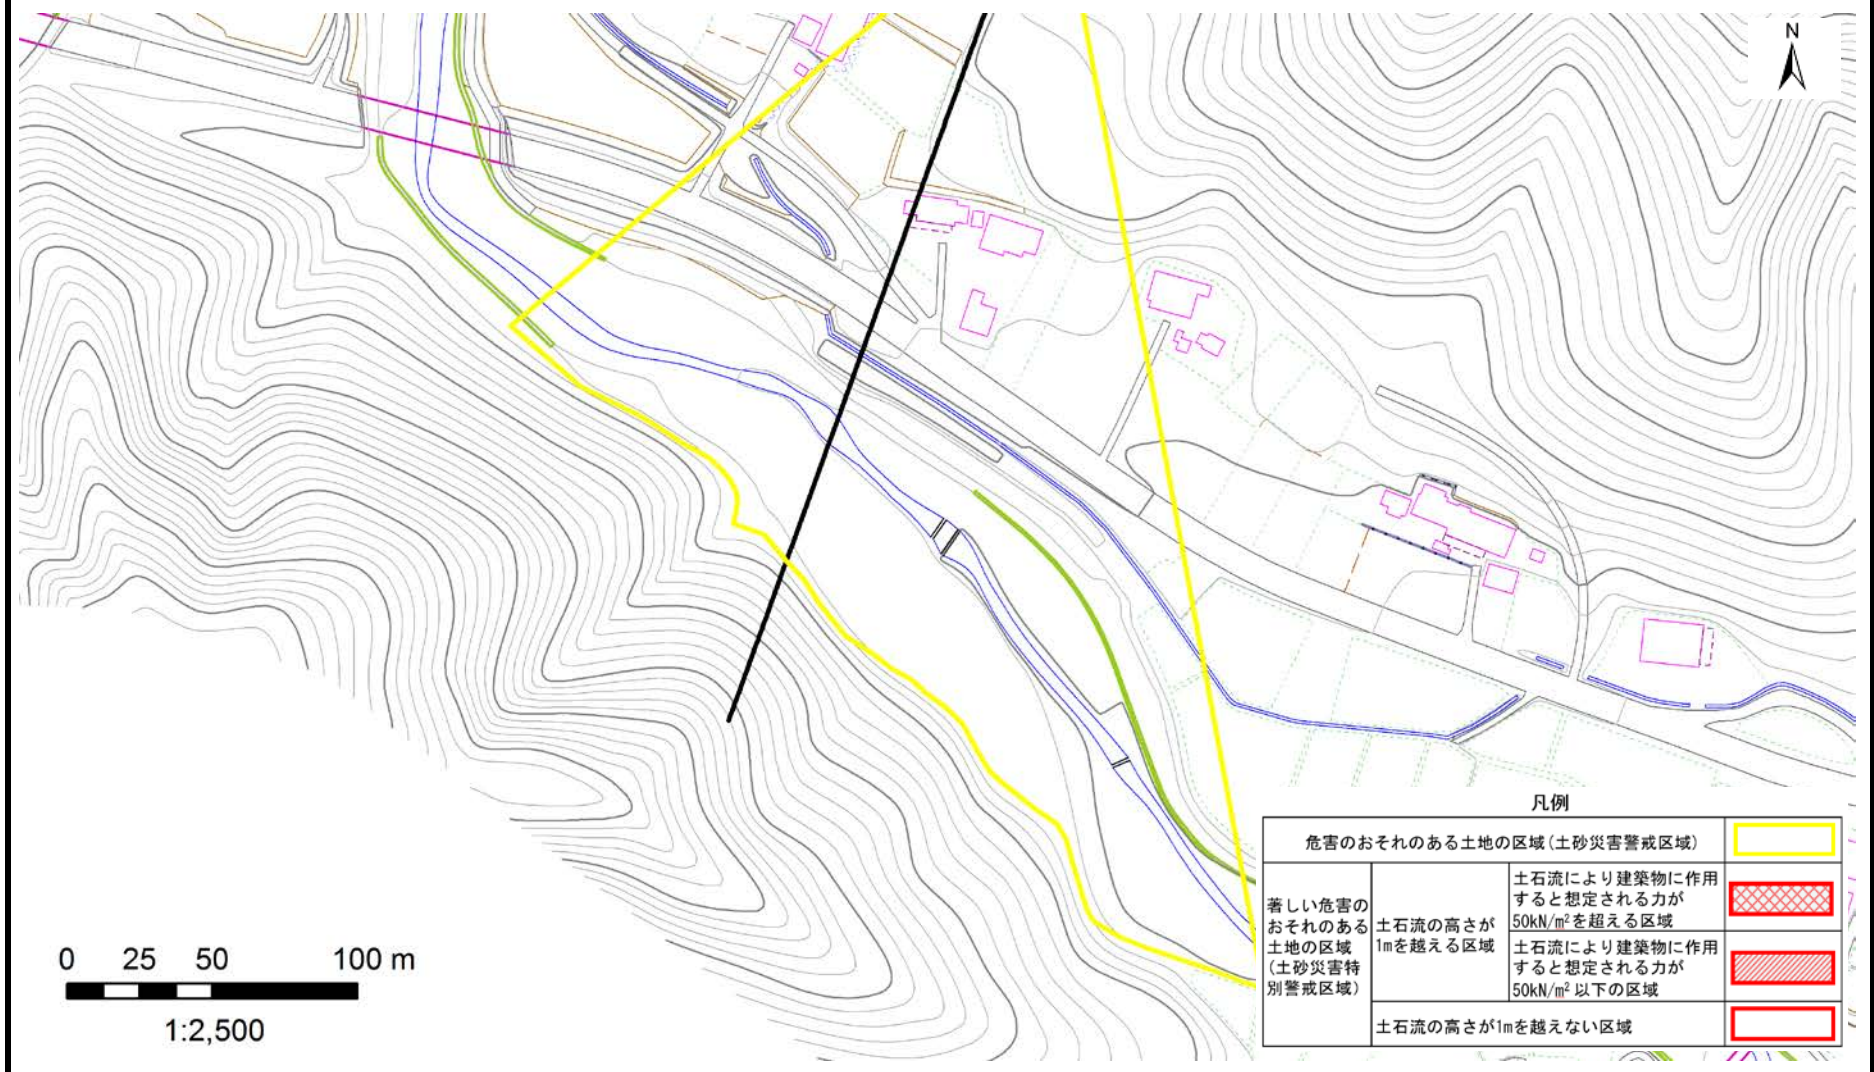 N
凡例
危害のおそれのある土地の区域(土砂災害警戒区域)
著しい危害の
おそれのある
土地の区域
(土砂災害特
別警戒区域)
土石流の高さが
1mを越える区域
土石流により建築物に作用
すると想定される力が
50kN/m²を超える区域
土石流により建築物に作用
すると想定される力が
50kN/m²以下の区域
土石流の高さが1mを越えない区域
0 25 50 100 m
1:2,500